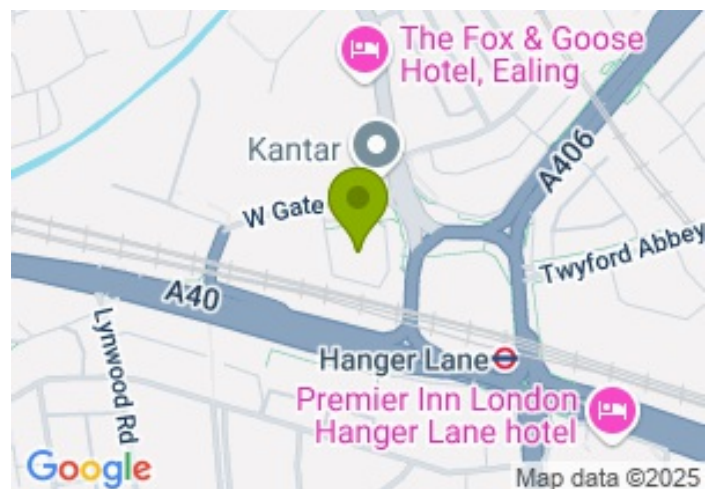 The Fox & Goose
Hotel, Ealing
Kantar
A406
W Gate
Twyford Abbey
A40
Lynwood Rd
Hanger Lane
Premier Inn London
Hanger Lane hotel
Google
Map data ©2025